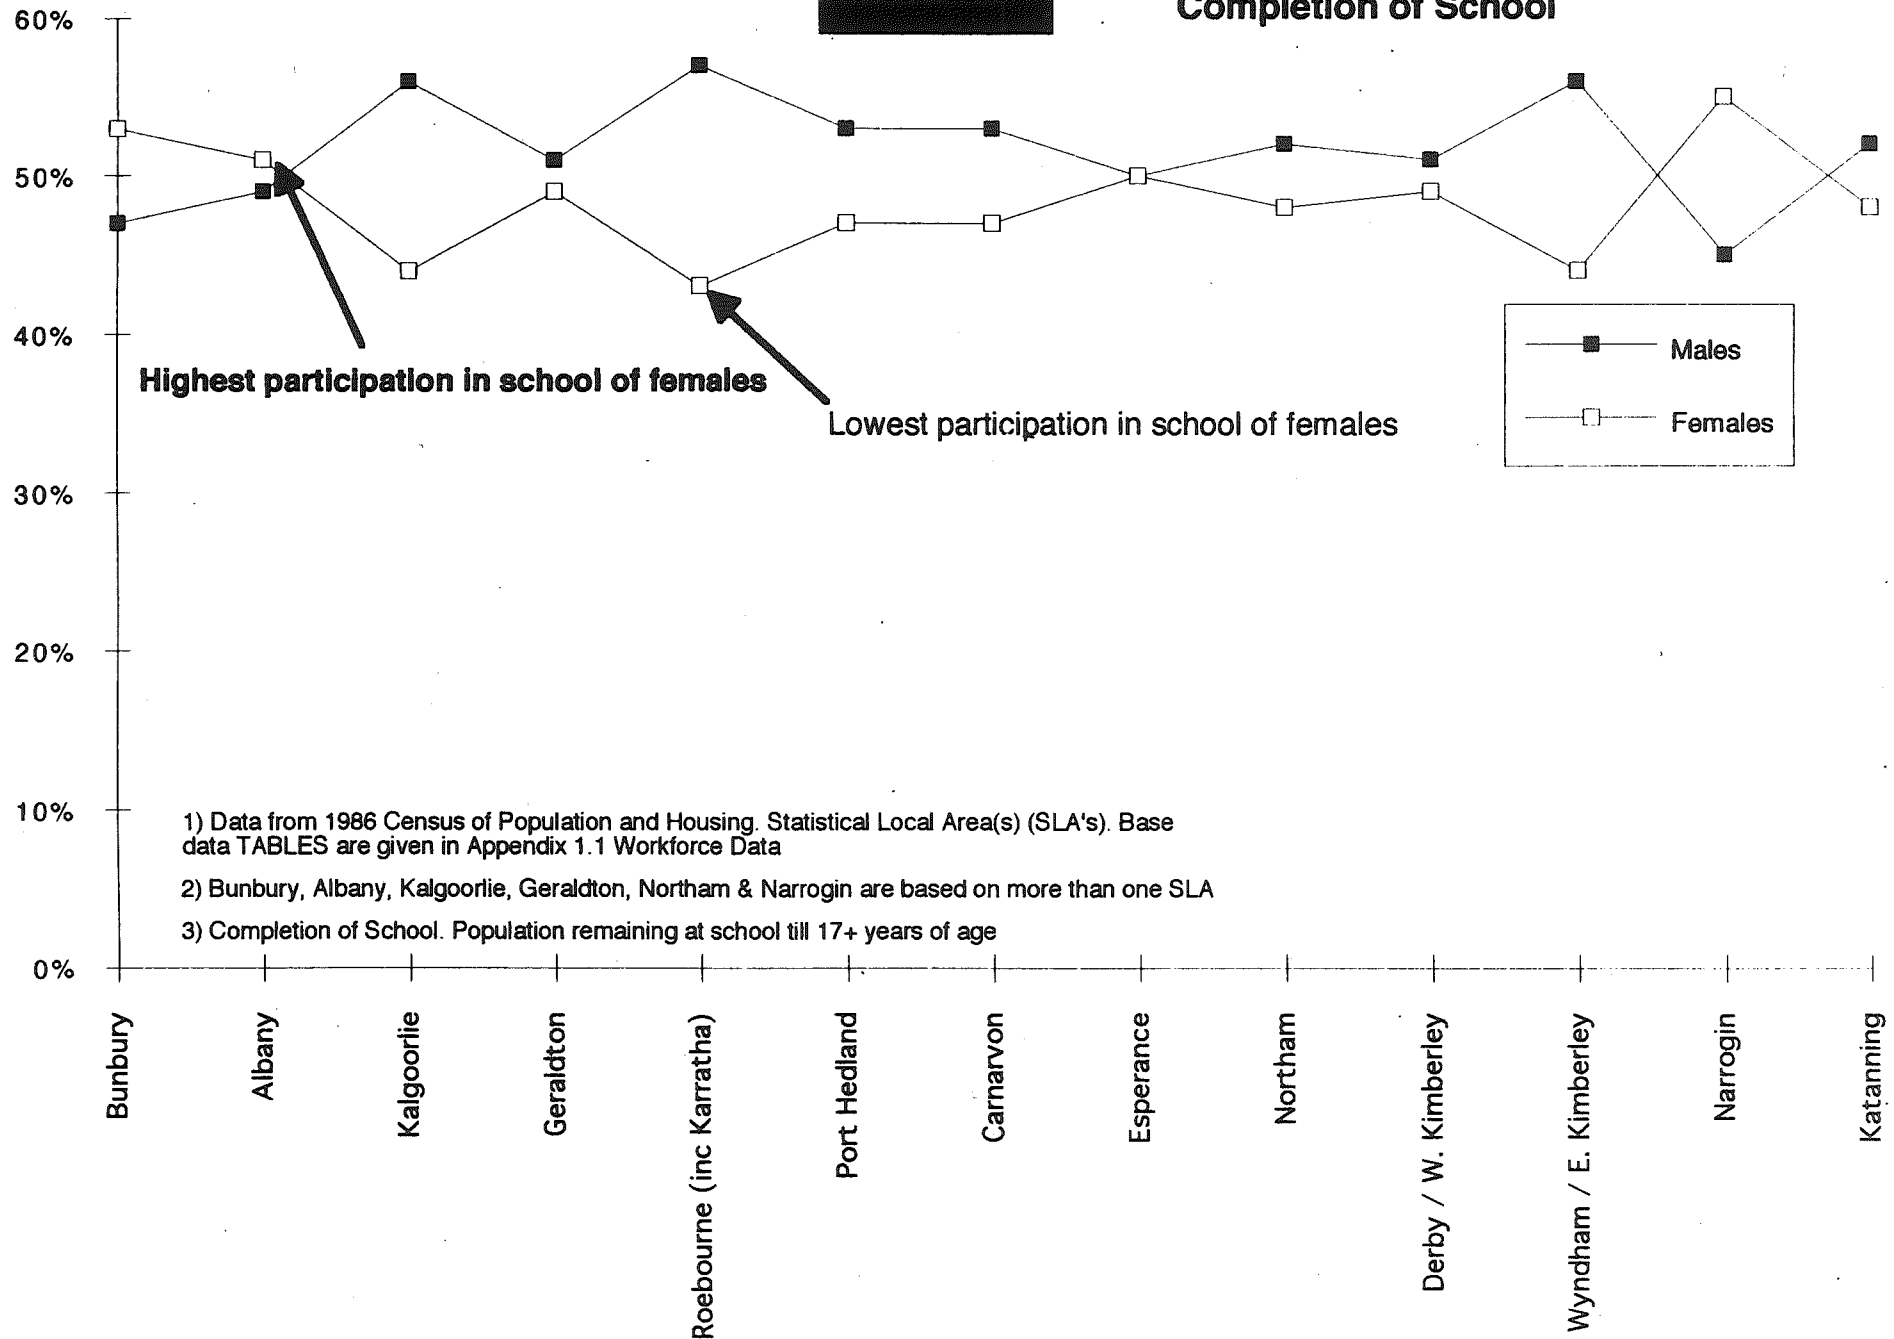 Completion of School
60%
50%
40%
30%
20%
10%
0%
Highest participation in school of females
Lowest participation in school of females
Males
Females
1) Data from 1986 Census of Population and Housing. Statistical Local Area(s) (SLA's). Base
data TABLES are given in Appendix 1.1 Workforce Data
2) Bunbury, Albany, Kalgoorlie, Geraldton, Northam & Narrogin are based on more than one SLA
3) Completion of School. Population remaining at school till 17+ years of age
Bunbury
Albany
Kalgoorlie
Geraldton
Roebourne (inc Karratha)
Port Hedland
Carnarvon
Esperance
Northam
Derby / W. Kimberley
Wyndham / E. Kimberley
Narrogin
Katanning